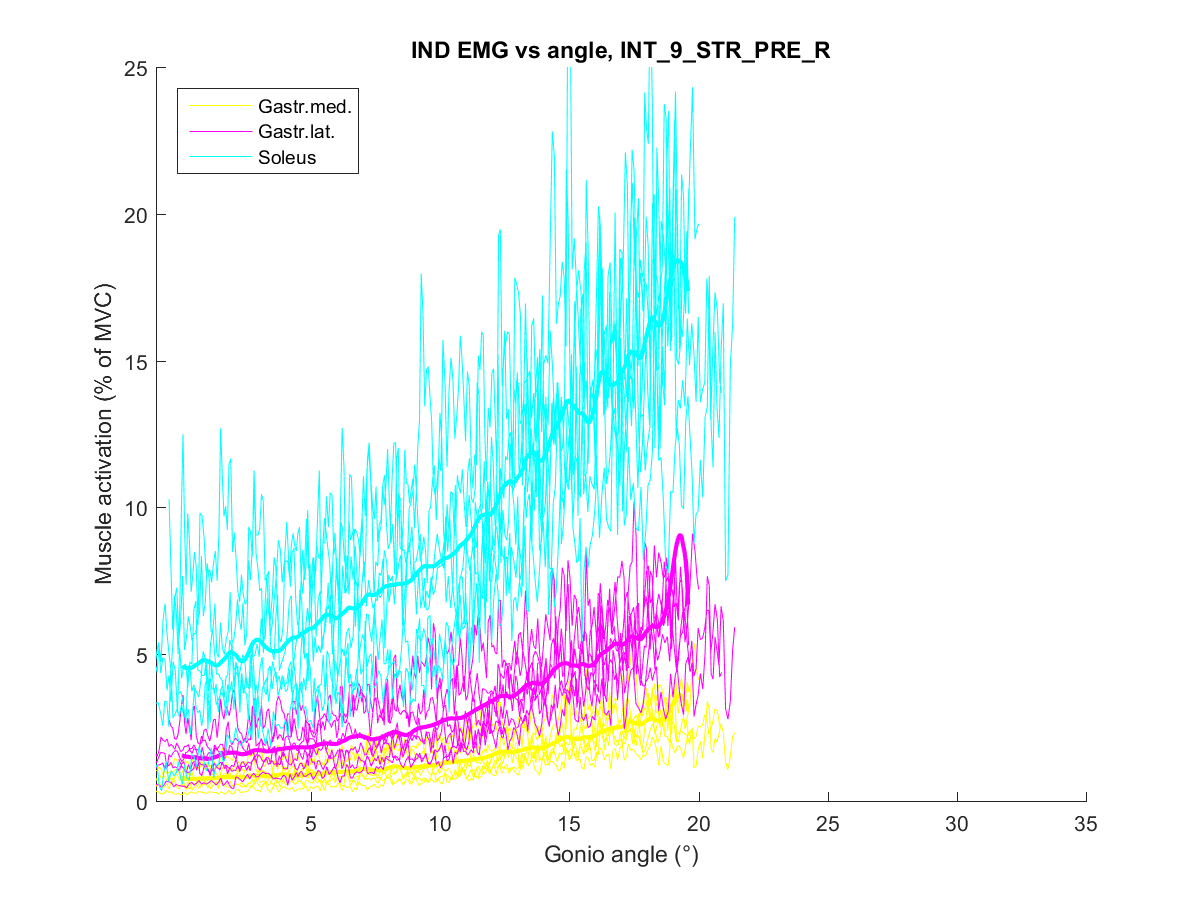 IND EMG vs angle, INT_9_STR_PRE_R
25
20
15
10
5
0
Gastr.med.
Gastr.lat.
Soleus
Muscle activation (% of MVC)
0 5 10 15 20 25 30 35
Gonio angle (°)